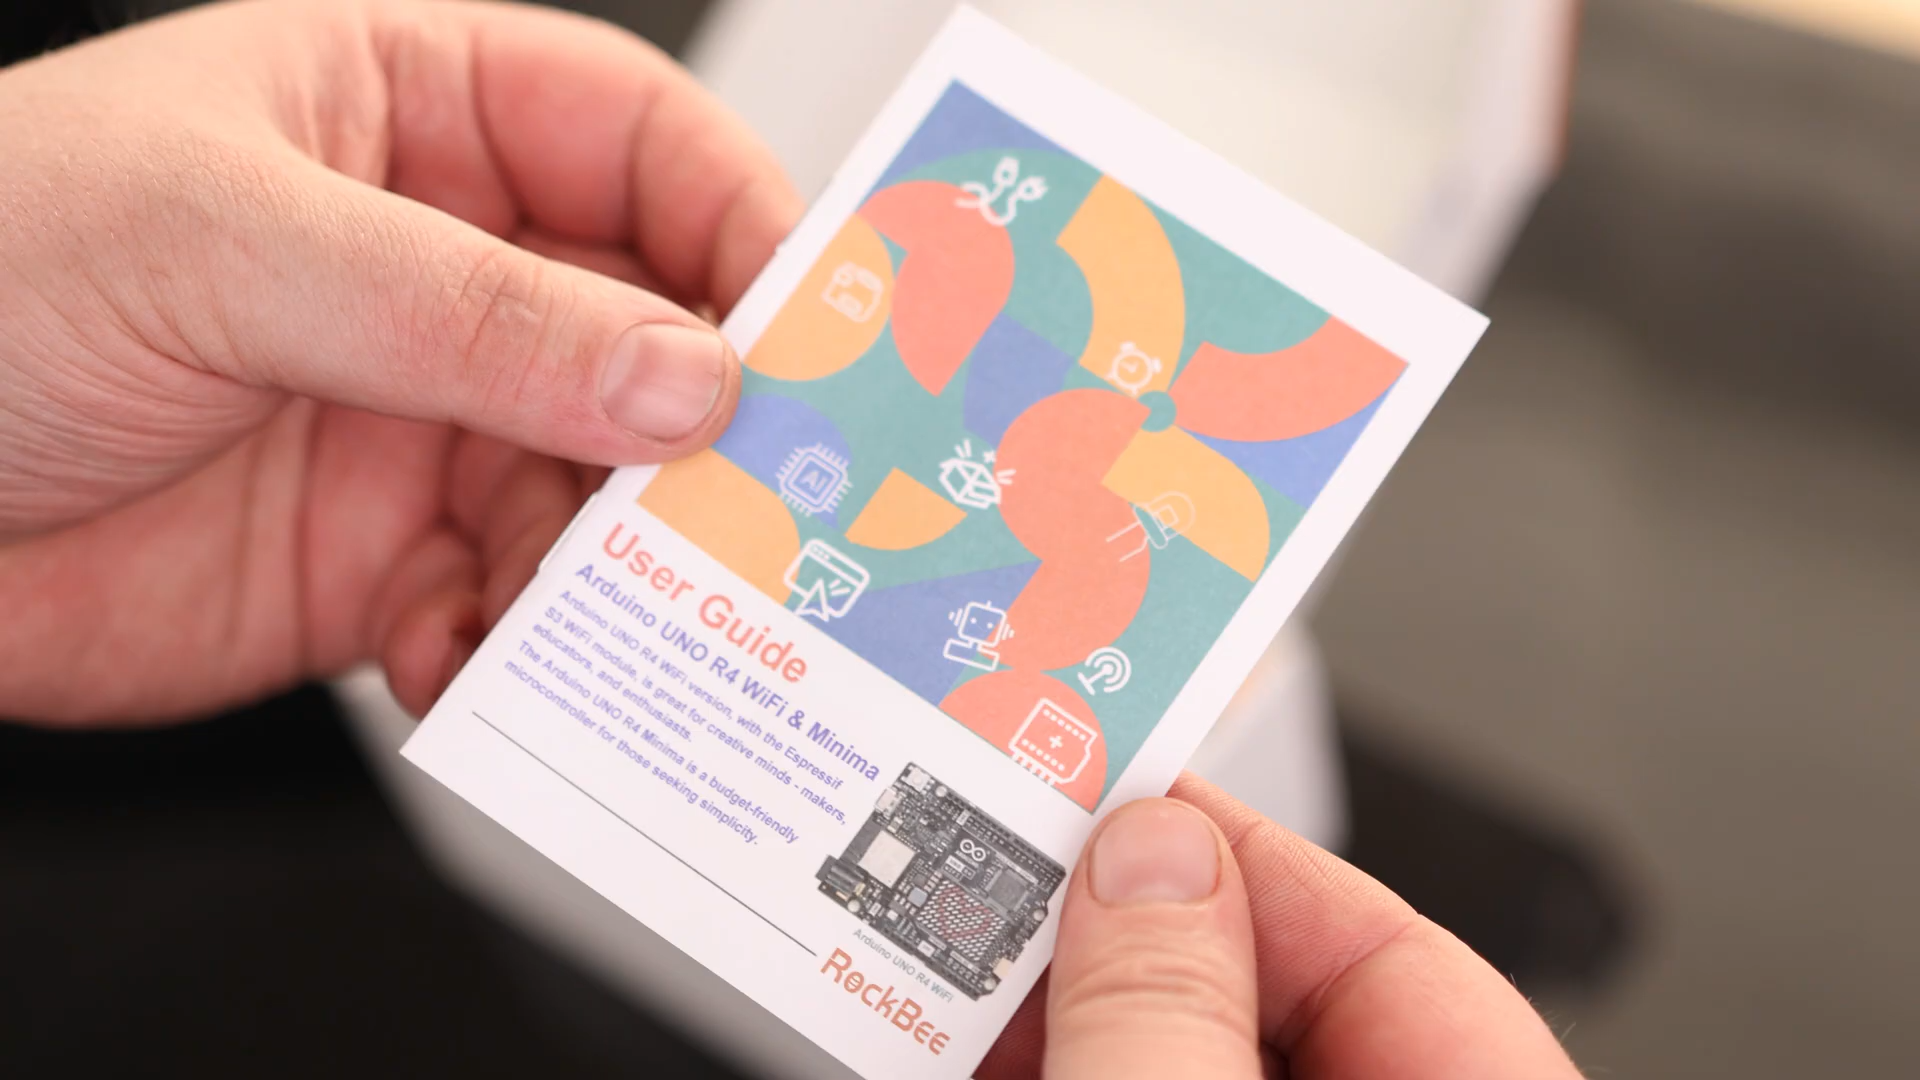 AI
User Guide
Arduino UNO R4 WiFi & Minima
Arduino UNO R4 WiFi version, with the Espressif
S3 WiFi module, is great for creative minds - makers,
educators, and enthusiasts.
The Arduino UNO R4 Minima is a budget-friendly
microcontroller for those seeking simplicity.
Arduino UNO R4 WiFi
RockBee